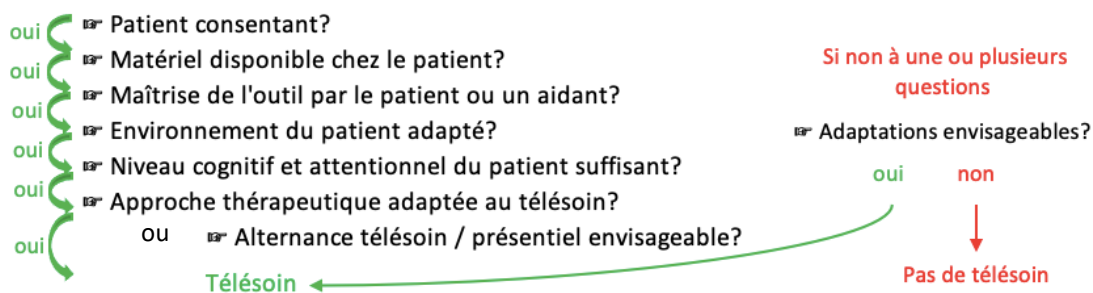 oui ☞ Patient consentant?
oui ☞ Matériel disponible chez le patient?
oui ☞ Maîtrise de l'outil par le patient ou un aidant?
oui ☞ Environnement du patient adapté?
oui ☞ Niveau cognitif et attentionnel du patient suffisant?
☞ Approche thérapeutique adaptée au télésoin?
oui ou ☞ Alternance télésoin / présentiel envisageable?
Télésoin
Si non à une ou plusieurs
questions
☞ Adaptations envisageables?
oui non
Pas de télésoin